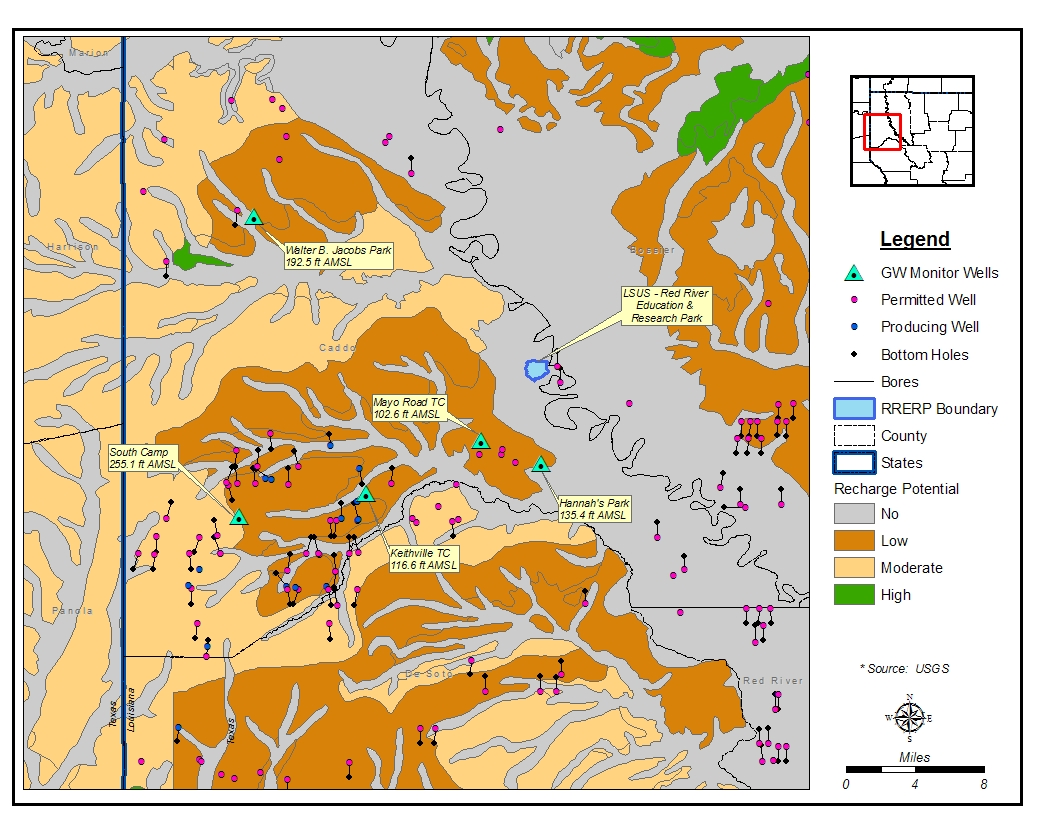 Marion
Harrison
Walter B. Jacobs Park
192.5 ft AMSL
Bossier
LSUS - Red River
Education &
Research Park
Caddo
Mayo Road TC
102.6 ft AMSL
South Camp
255.1 ft AMSL
Hannah's Park
135.4 ft AMSL
Keithville TC
116.6 ft AMSL
Panola
De Soto
Red River
Texas
Louisiana
Texas
Legend
GW Monitor Wells
Permitted Well
Producing Well
Bottom Holes
Bores
RRERP Boundary
County
States
Recharge Potential
No
Low
Moderate
High
* Source: USGS
N
W
E
S
Miles
0 4 8